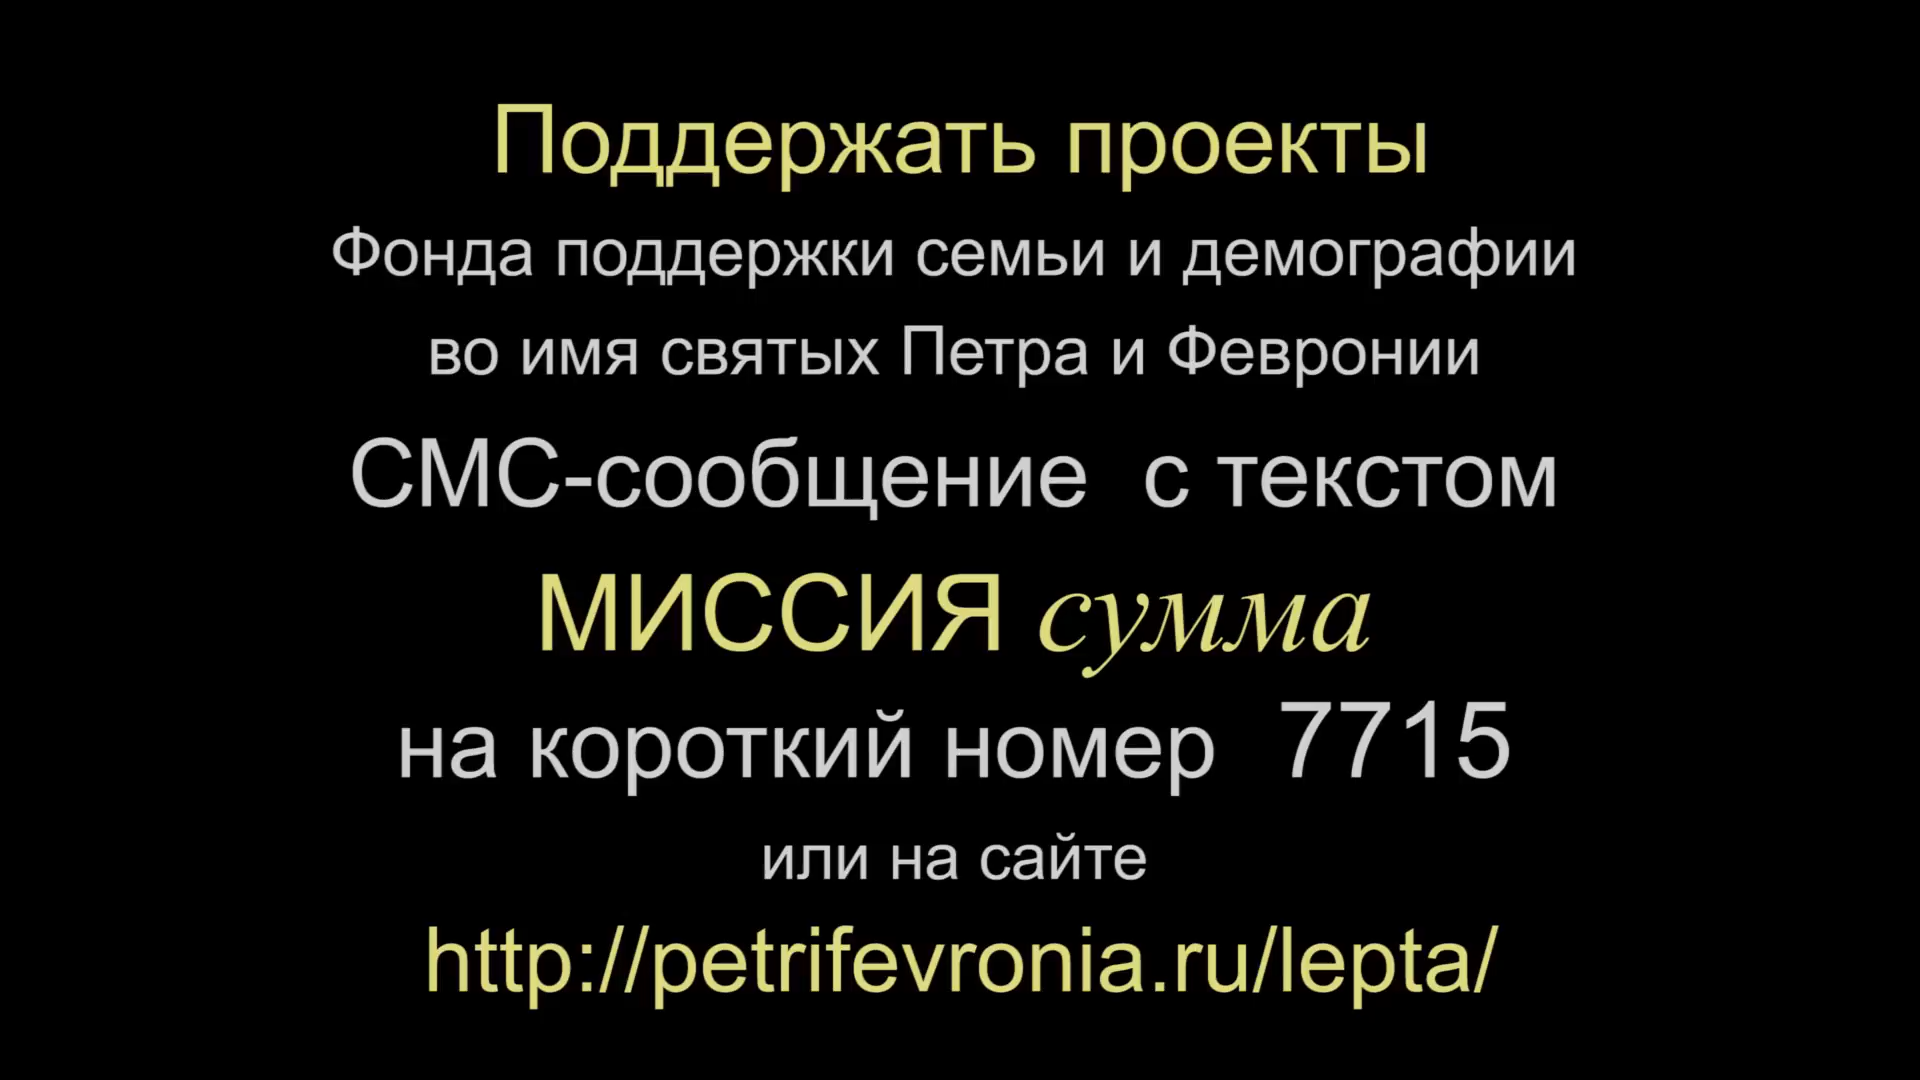 Поддержать проекты
Фонда поддержки семьи и демографии
во имя святых Петра и Февронии
СМС-сообщение с текстом
МИССИЯ сумма
на короткий номер 7715
или на сайте
http://petrifevronia.ru/lepta/